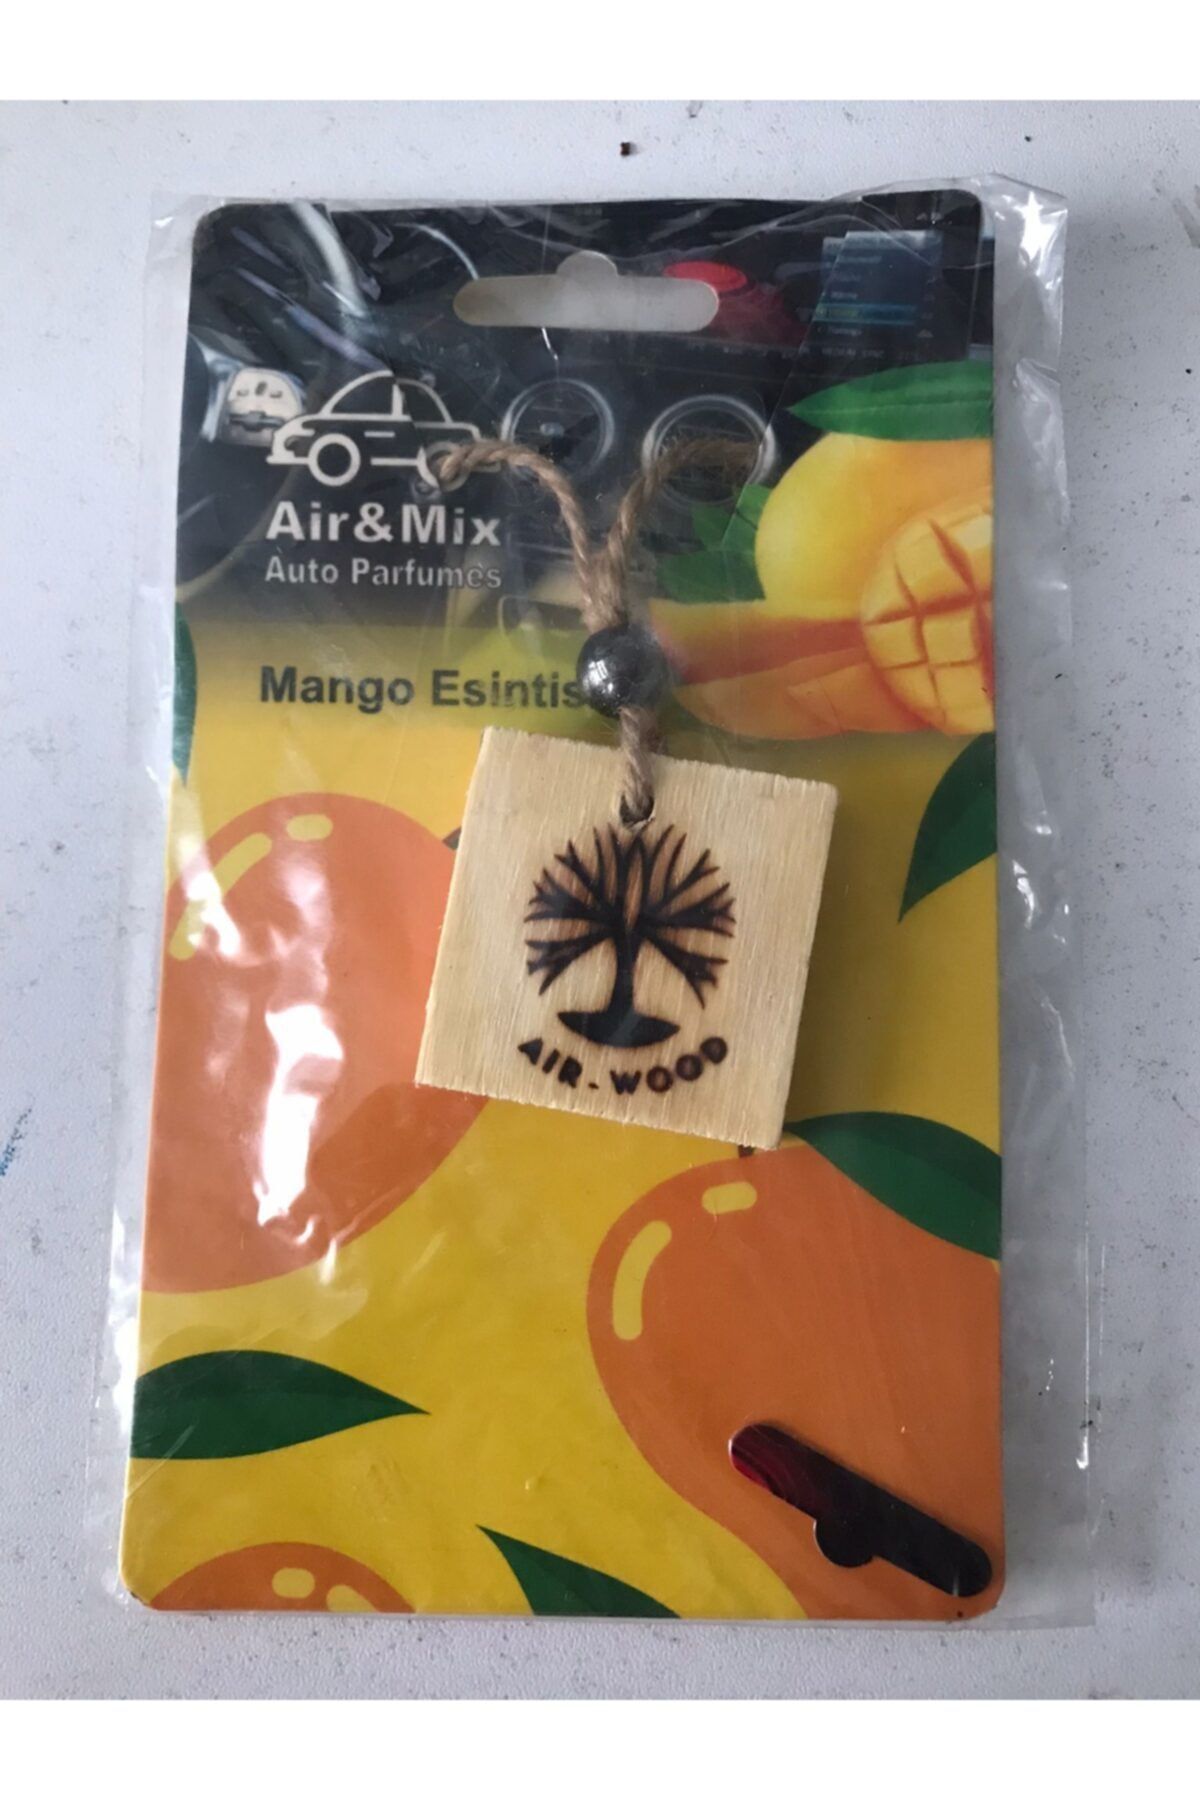 Air&Mix
Auto Parfumes
Mango Esintis
AIR-WOOD